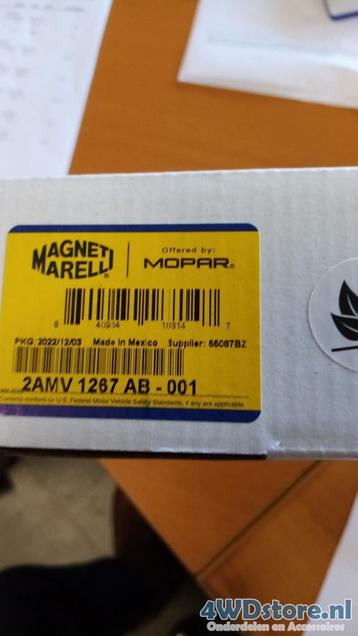 MAGNETI
MARELLI
Offered by:
MOPAR®
8 40984 18814 7
PKG:2022/12/03 Made in Mexico Supplier: 55087BZ
2AMV 1267 AB - 001
Contents conform to U.S. Federal Motor Vehicle Safety Standards, if any are applicable.
4WDstore.nl
Onderdelen en Accessoires